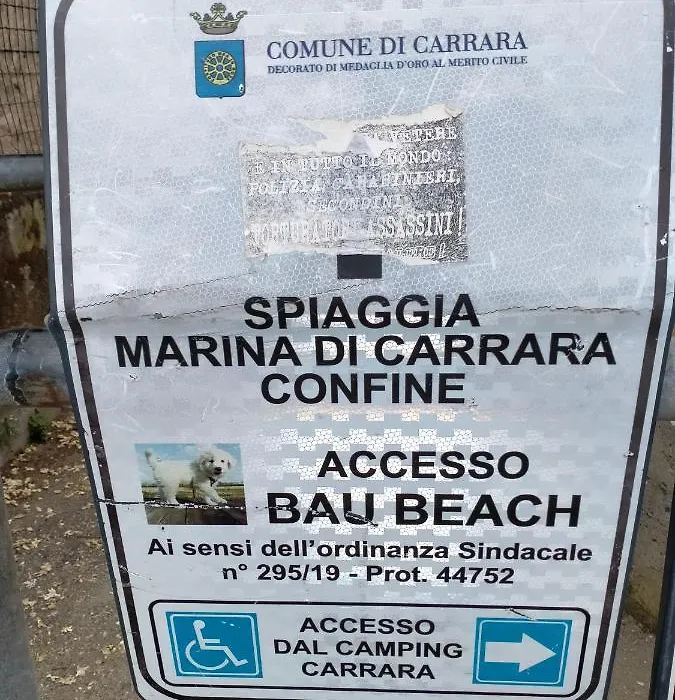 COMUNE DI CARRARA
DECORATO DI MEDAGLIA D'ORO AL MERITO CIVILE
E IN TUTTO IL MONDO:
POLIZIA, CARABINIERI,
SECONDINI
ASSASSINI!
SPIAGGIA
MARINA DI CARRARA
CONFINE
ACCESSO
BAU BEACH
Ai sensi dell'ordinanza Sindacale
n° 295/19 - Prot. 44752
ACCESSO
DAL CAMPING
CARRARA